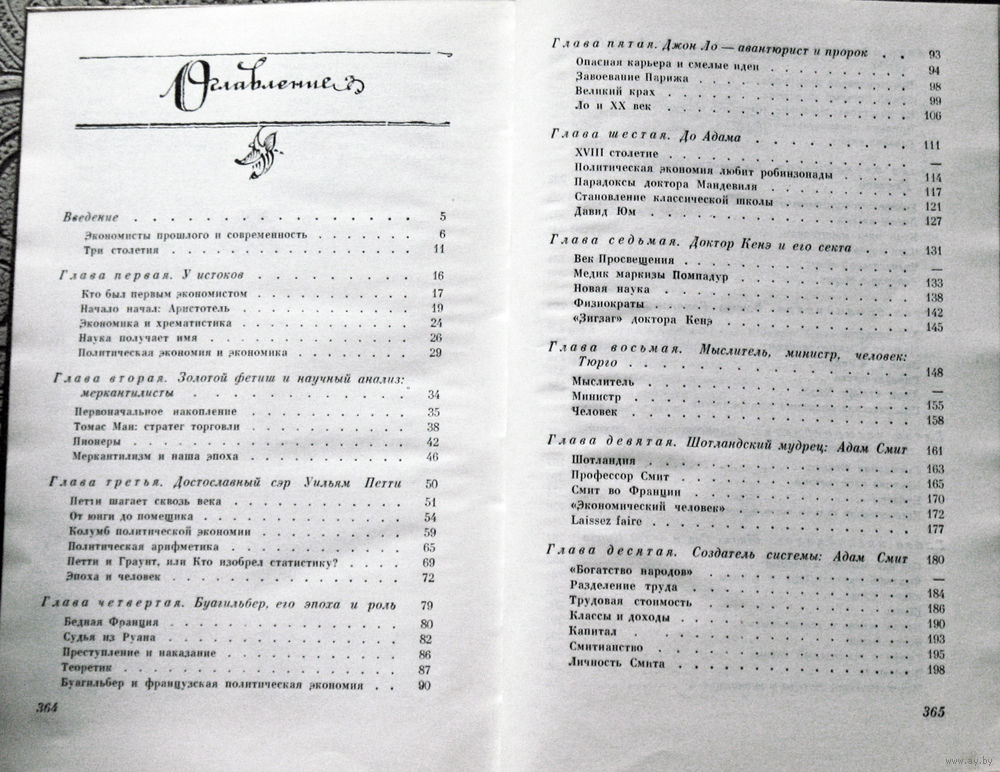 Оглавление
Введение . . . . . . . . . . . . . . . 5
Экономисты прошлого и современность . . . . . . . 6
Три столетия . . . . . . . . . . . . . 11
Глава первая. У истоков . . . . . . . . . 16
Кто был первым экономистом . . . . . . . . . 17
Начало начал: Аристотель . . . . . . . . . . 19
Экономика и хрематистика . . . . . . . . . . 24
Наука получает имя . . . . . . . . . . . 26
Политическая экономия и экономика . . . . . . . 29
Глава вторая. Золотой фетиш и научный анализ:
меркантилисты . . . . . . . . . . . . 34
Первоначальное накопление . . . . . . . . . 35
Томас Ман: стратег торговли . . . . . . . . . 38
Пионеры . . . . . . . . . . . . . . 42
Меркантилизм и наша эпоха . . . . . . . . . 46
Глава третья. Достославный сэр Уильям Петти 50
Петти шагает сквозь века . . . . . . . . . . 51
От юнги до помещика . . . . . . . . . . . 54
Колумб политической экономии . . . . . . . . 59
Политическая арифметика . . . . . . . . . . 65
Петти и Граунт, или Кто изобрел статистику? . . . . 69
Эпоха и человек . . . . . . . . . . . . 72
Глава четвертая. Буагильбер, его эпоха и роль 79
Бедная Франция . . . . . . . . . . . . 80
Судья из Руана . . . . . . . . . . . . 82
Преступление и наказание . . . . . . . . . 86
Теоретик . . . . . . . . . . . . . . 87
Буагильбер и французская политическая экономия . . 90
364
Глава пятая. Джон Ло — авантюрист и пророк . . 93
Опасная карьера и смелые идеи . . . . . . . . 94
Завоевание Парижа . . . . . . . . . . . 98
Великий крах . . . . . . . . . . . . . 99
Ло и XX век . . . . . . . . . . . . . 106
Глава шестая. До Адама . . . . . . . . . 111
XVIII столетие . . . . . . . . . . . . —
Политическая экономия любит робинзонады . . . . . 114
Парадоксы доктора Мандевиля . . . . . . . . 117
Становление классической школы . . . . . . . 121
Давид Юм . . . . . . . . . . . . . . 127
Глава седьмая. Доктор Кенэ и его секта . . . 131
Век Просвещения . . . . . . . . . . . . —
Медик маркизы Помпадур . . . . . . . . . . 133
Новая наука . . . . . . . . . . . . . 138
Физиократы . . . . . . . . . . . . . 142
«Зигзаг» доктора Кенэ . . . . . . . . . . 145
Глава восьмая. Мыслитель, министр, человек:
Тюрго . . . . . . . . . . . . . . 148
Мыслитель . . . . . . . . . . . . . . —
Министр . . . . . . . . . . . . . . 155
Человек . . . . . . . . . . . . . . 158
Глава девятая. Шотландский мудрец: Адам Смит 161
Шотландия . . . . . . . . . . . . . . 163
Профессор Смит . . . . . . . . . . . . 165
Смит во Франции . . . . . . . . . . . . 170
«Экономический человек» . . . . . . . . . 172
Laissez faire . . . . . . . . . . . . . 177
Глава десятая. Создатель системы: Адам Смит 180
«Богатство народов» . . . . . . . . . . . —
Разделение труда . . . . . . . . . . . . 184
Трудовая стоимость . . . . . . . . . . . 186
Классы и доходы . . . . . . . . . . . . 190
Капитал . . . . . . . . . . . . . . 193
Смитианство . . . . . . . . . . . . . 195
Личность Смита . . . . . . . . . . . . 198
365
www.ay.by